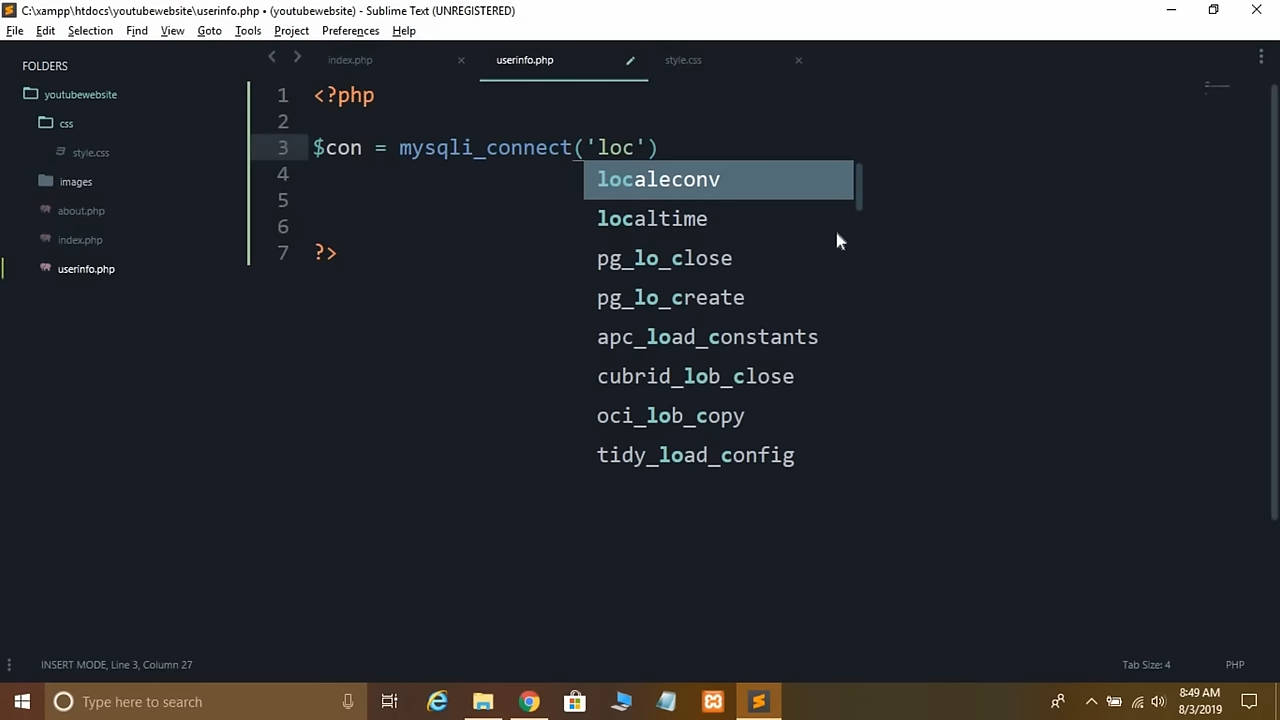 C:\xampp\htdocs\youtubewebsite\userinfo.php • (youtubewebsite) - Sublime Text (UNREGISTERED)
File Edit Selection Find View Goto Tools Project Preferences Help
FOLDERS
youtubewebsite
css
style.css
images
about.php
index.php
userinfo.php
index.php userinfo.php style.css
1 <?php
2
3 $con = mysqli_connect('loc')
4
5
6
7 ?>
localeconv
localtime
pg_lo_close
pg_lo_create
apc_load_constants
cubrid_lob_close
oci_lob_copy
tidy_load_config
INSERT MODE, Line 3, Column 27 Tab Size: 4 PHP
Type here to search
8:49 AM
8/3/2019